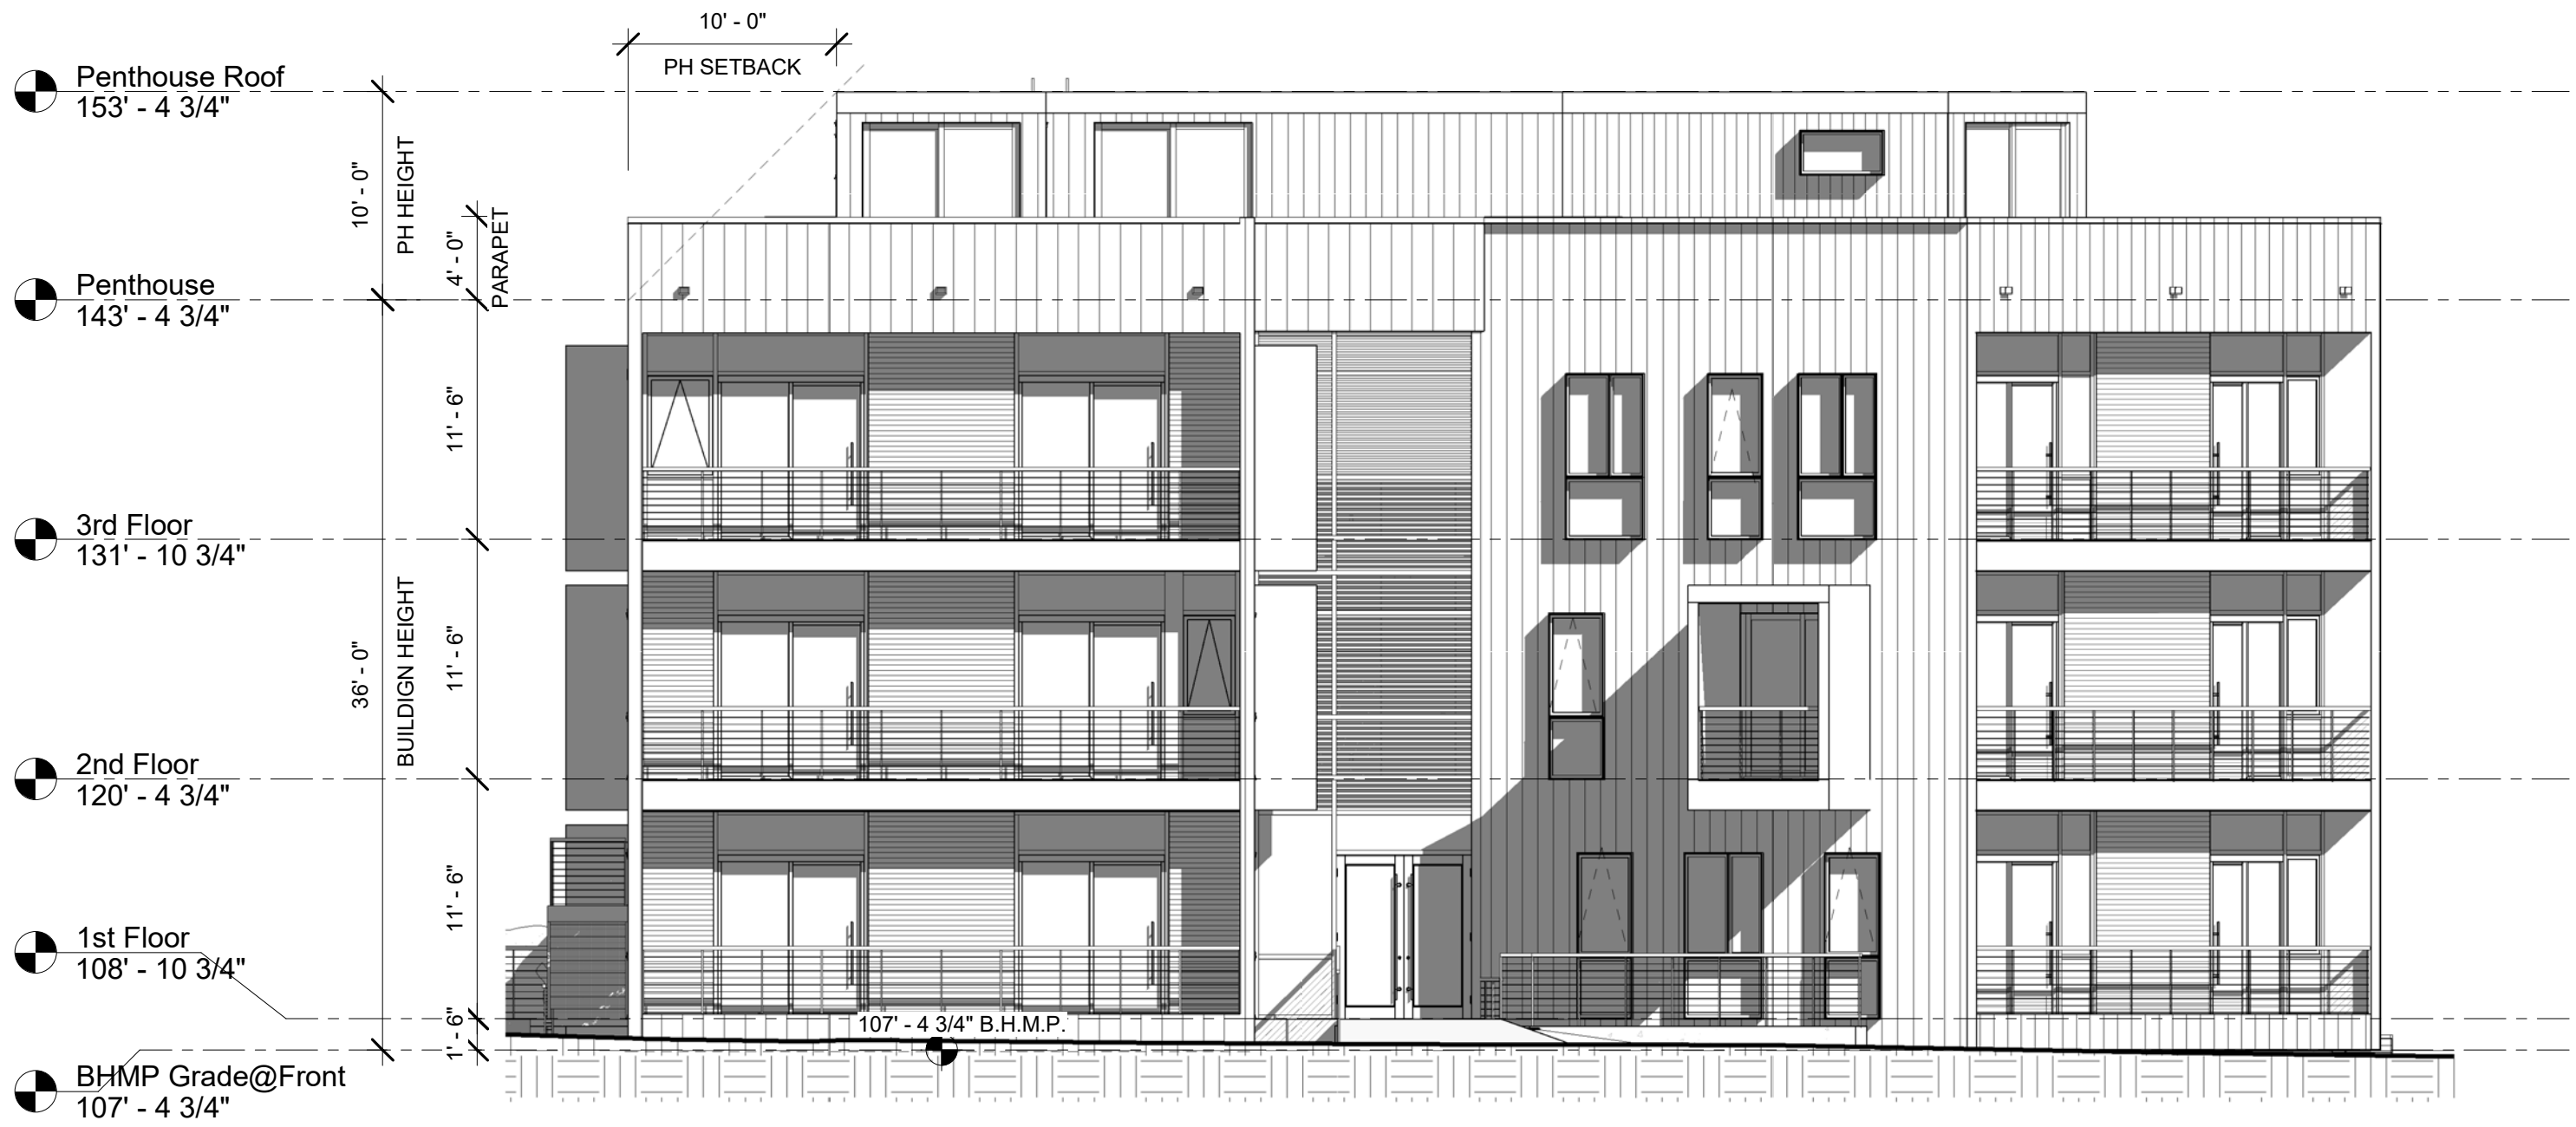 10' - 0"
PH SETBACK
Penthouse Roof
153' - 4 3/4"
10' - 0"
PH HEIGHT
4' - 0"
PARAPET
Penthouse
143' - 4 3/4"
11' - 6"
3rd Floor
131' - 10 3/4"
36' - 0"
BUILDIGN HEIGHT
11' - 6"
2nd Floor
120' - 4 3/4"
11' - 6"
1st Floor
108' - 10 3/4"
1' - 6"
107' - 4 3/4" B.H.M.P.
BHMP Grade@Front
107' - 4 3/4"